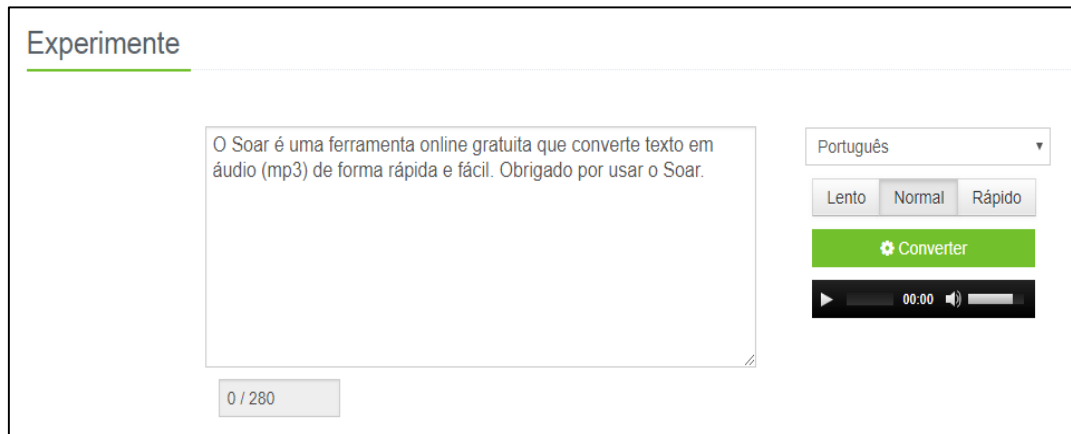 Experimente
O Soar é uma ferramenta online gratuita que converte texto em
áudio (mp3) de forma rápida e fácil. Obrigado por usar o Soar.
Português
Lento Normal Rápido
Converter
00:00
0 / 280